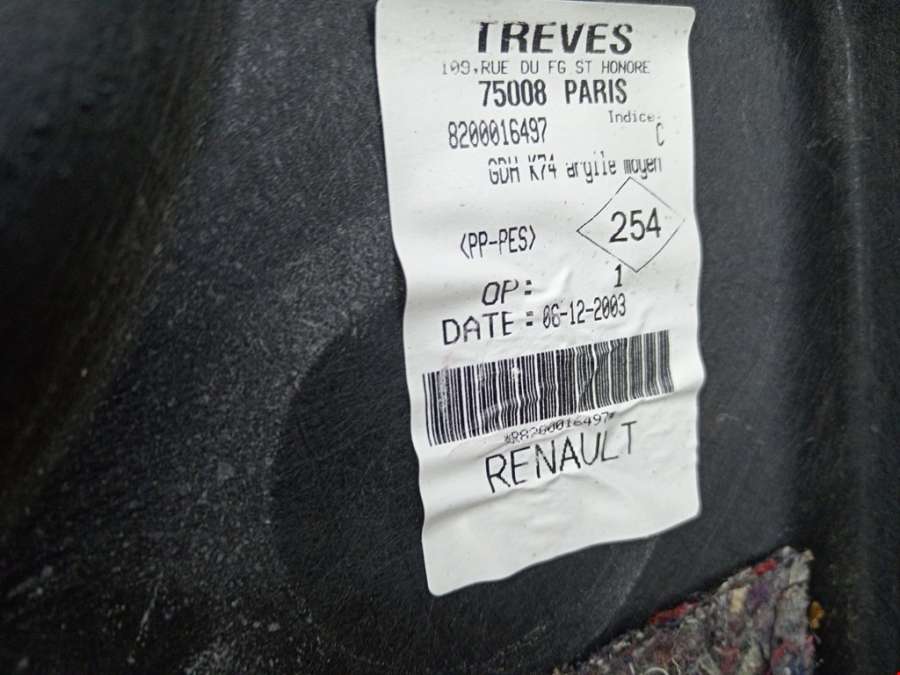 TREVES
109,RUE DU FG ST HONORE
75008 PARIS
Indice:
8200016497 C
GDH K74 argile moyen
<PP-PES> 254
OP: 1
DATE : 06-12-2003
RENAULT